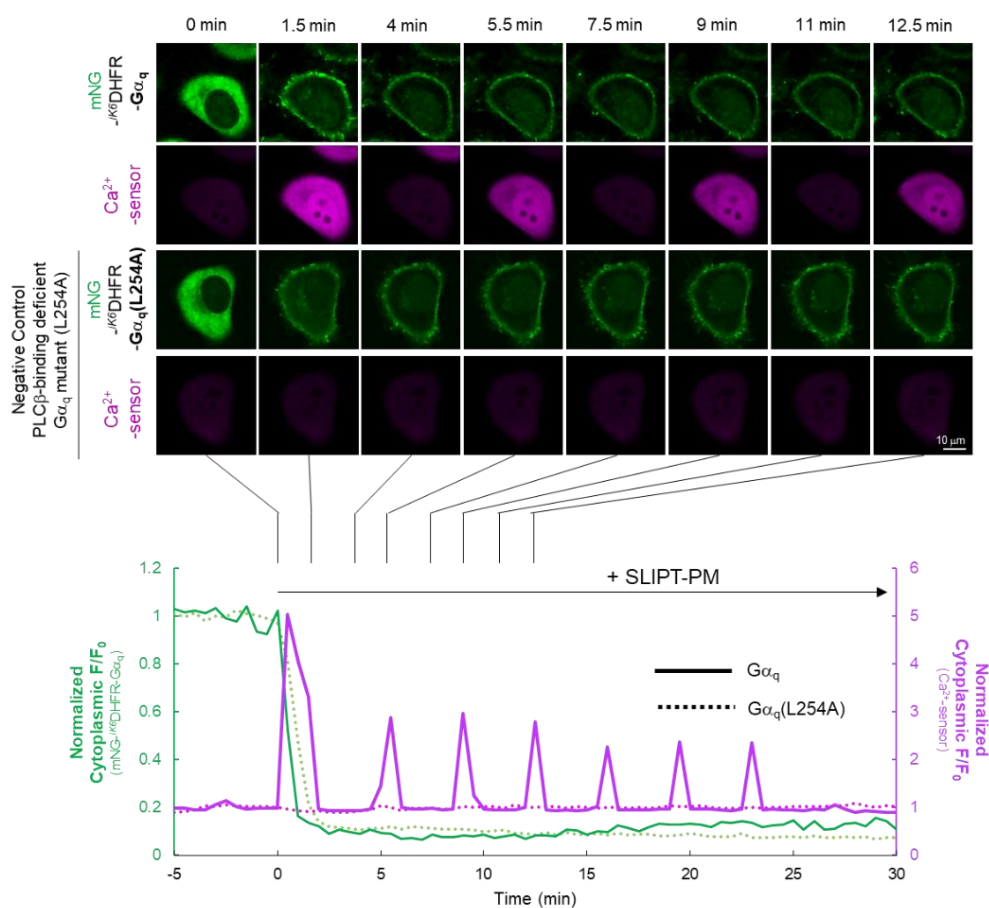 0 min 1.5 min 4 min 5.5 min 7.5 min 9 min 11 min 12.5 min
mNG
-iK6DHFR
-Gαq
Ca2+
-sensor
Negative Control
PLCβ-binding deficient
Gαq mutant (L254A)
mNG
-iK6DHFR
-Gαq(L254A)
Ca2+
-sensor
10 μm
+ SLIPT-PM
Normalized
Cytoplasmic F/F0
(mNG-iK6DHFR-Gαq)
1.2
1
0.8
0.6
0.4
0.2
0
Gαq
Gαq(L254A)
6
5
4
3
2
1
0
Normalized
Cytoplasmic F/F0
(Ca2+-sensor)
-5 0 5 10 15 20 25 30
Time (min)